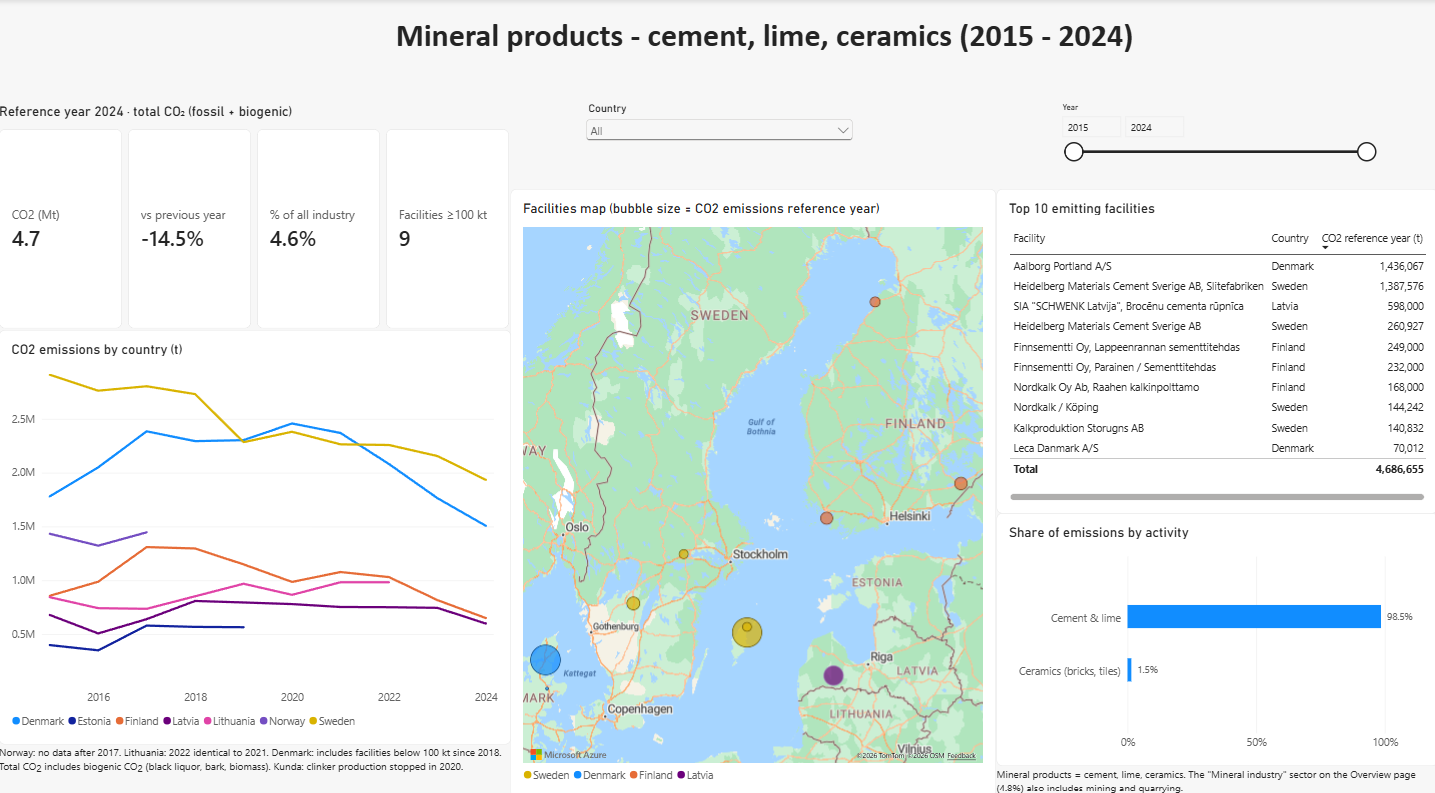 Mineral products - cement, lime, ceramics (2015 - 2024)
Reference year 2024 · total CO₂ (fossil + biogenic)
CO2 (Mt)
4.7
vs previous year
-14.5%
% of all industry
4.6%
Facilities ≥100 kt
9
Country
All
Year
2015
2024
CO2 emissions by country (t)
2.5M
2.0M
1.5M
1.0M
0.5M
2016
2018
2020
2022
2024
Denmark Estonia Finland Latvia Lithuania Norway Sweden
Norway: no data after 2017. Lithuania: 2022 identical to 2021. Denmark: includes facilities below 100 kt since 2018.
Total CO₂ includes biogenic CO₂ (black liquor, bark, biomass). Kunda: clinker production stopped in 2020.
Facilities map (bubble size = CO2 emissions reference year)
SWEDEN
Gulf of
Bothnia
FINLAND
WAY
Helsinki
Oslo
Stockholm
ESTONIA
Gothenburg
Riga
Kattegat
LATVIA
MARK
Copenhagen
LITHUANIA
Vilnius
Microsoft Azure
©2026 TomTom, ©2026 OSM Feedback
Sweden Denmark Finland Latvia
Top 10 emitting facilities
Facility Country CO2 reference year (t)
Aalborg Portland A/S Denmark 1,436,067
Heidelberg Materials Cement Sverige AB, Slitefabriken Sweden 1,387,576
SIA "SCHWENK Latvija", Brocēnu cementa rūpnīca Latvia 598,000
Heidelberg Materials Cement Sverige AB Sweden 260,927
Finnsementti Oy, Lappeenrannan sementtitehdas Finland 249,000
Finnsementti Oy, Parainen / Sementtitehdas Finland 232,000
Nordkalk Oy Ab, Raahen kalkinpolttamo Finland 168,000
Nordkalk / Köping Sweden 144,242
Kalkproduktion Storugns AB Sweden 140,832
Leca Danmark A/S Denmark 70,012
Total 4,686,655
Share of emissions by activity
Cement & lime 98.5%
Ceramics (bricks, tiles) 1.5%
0% 50% 100%
Mineral products = cement, lime, ceramics. The "Mineral industry" sector on the Overview page
(4.8%) also includes mining and quarrying.